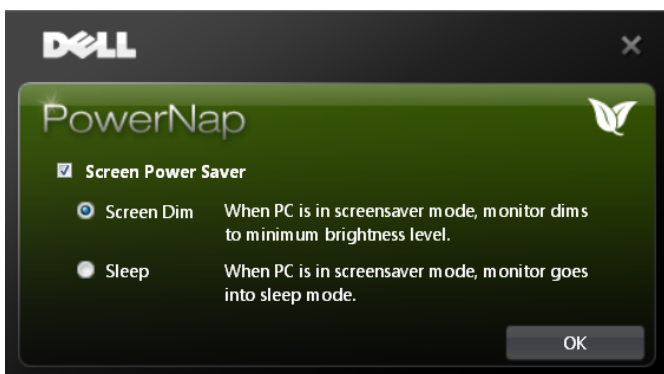 DELL
PowerNap
Screen Power Saver
Screen Dim When PC is in screensaver mode, monitor dims
to minimum brightness level.
Sleep When PC is in screensaver mode, monitor goes
into sleep mode.
OK